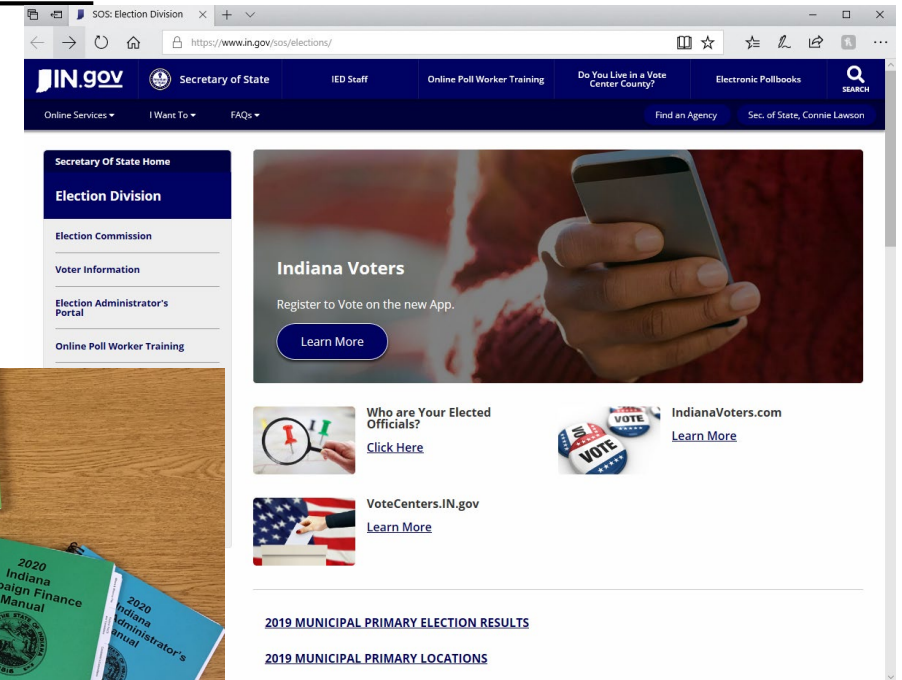 SOS: Election Division
https://www.in.gov/sos/elections/
IN.gov
Secretary of State
IED Staff
Online Poll Worker Training
Do You Live in a Vote
Center County?
Electronic Pollbooks
SEARCH
Online Services
I Want To
FAQs
Find an Agency
Sec. of State, Connie Lawson
Secretary Of State Home
Election Division
Election Commission
Voter Information
Election Administrator's
Portal
Online Poll Worker Training
Indiana Voters
Register to Vote on the new App.
Learn More
Who are Your Elected
Officials?
Click Here
VOTE
VOTE
IndianaVoters.com
Learn More
VoteCenters.IN.gov
Learn More
2019 MUNICIPAL PRIMARY ELECTION RESULTS
2019 MUNICIPAL PRIMARY LOCATIONS
2020
Indiana
Finance
Manual
2020